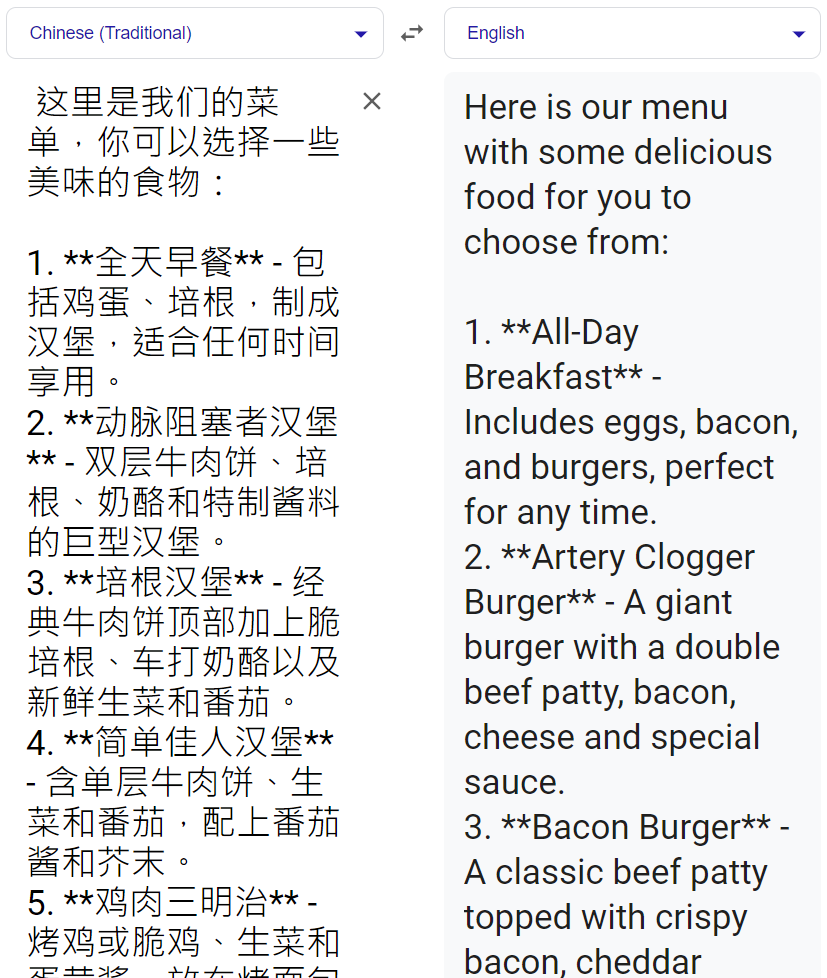 Chinese (Traditional)
English
这里是我们的菜
单，你可以选择一些
美味的食物：
1. **全天早餐** - 包
括鸡蛋、培根，制成
汉堡，适合任何时间
享用。
2. **动脉阻塞者汉堡
** - 双层牛肉饼、培
根、奶酪和特制酱料
的巨型汉堡。
3. **培根汉堡** - 经
典牛肉饼顶部加上脆
培根、车打奶酪以及
新鲜生菜和番茄。
4. **简单佳人汉堡**
- 含单层牛肉饼、生
菜和番茄，配上番茄
酱和芥末。
5. **鸡肉三明治** -
烤鸡或脆鸡、生菜和
Here is our menu
with some delicious
food for you to
choose from:
1. **All-Day
Breakfast** -
Includes eggs, bacon,
and burgers, perfect
for any time.
2. **Artery Clogger
Burger** - A giant
burger with a double
beef patty, bacon,
cheese and special
sauce.
3. **Bacon Burger** -
A classic beef patty
topped with crispy
bacon, cheddar